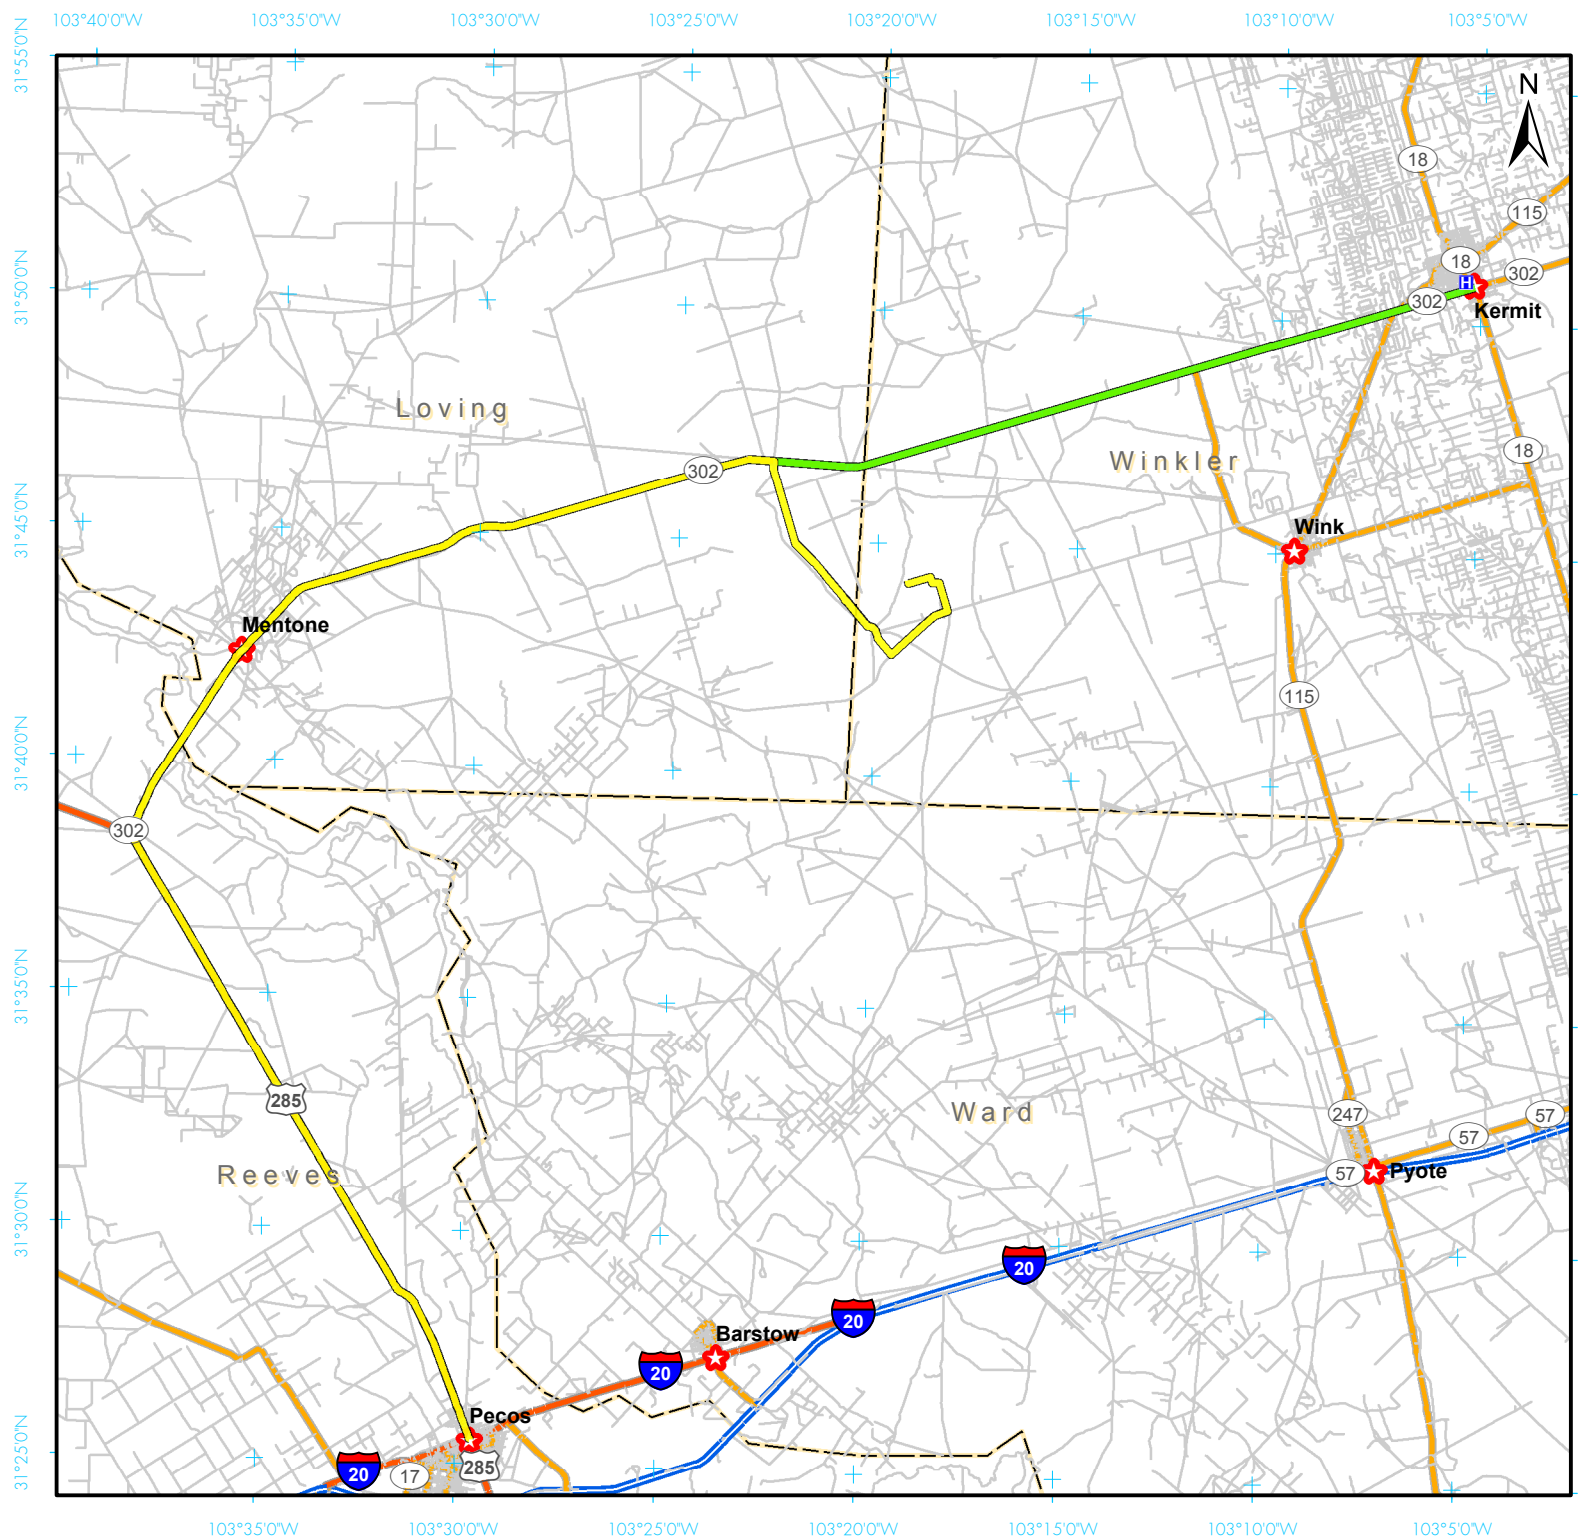 103°40'0"W 103°35'0"W 103°30'0"W 103°25'0"W 103°20'0"W 103°15'0"W 103°10'0"W 103°5'0"W
31°55'0"N
N
18
115
18
302
H
31°50'0"N
302
Kermit
Loving
18
Winkler
302
31°45'0"N
Wink
Mentone
115
31°40'0"N
302
31°35'0"N
285
Ward
247
57
57
Reeves
57
Pyote
31°30'0"N
20
20
Barstow
20
Pecos
31°25'0"N
20
17
285
103°35'0"W 103°30'0"W 103°25'0"W 103°20'0"W 103°15'0"W 103°10'0"W 103°5'0"W